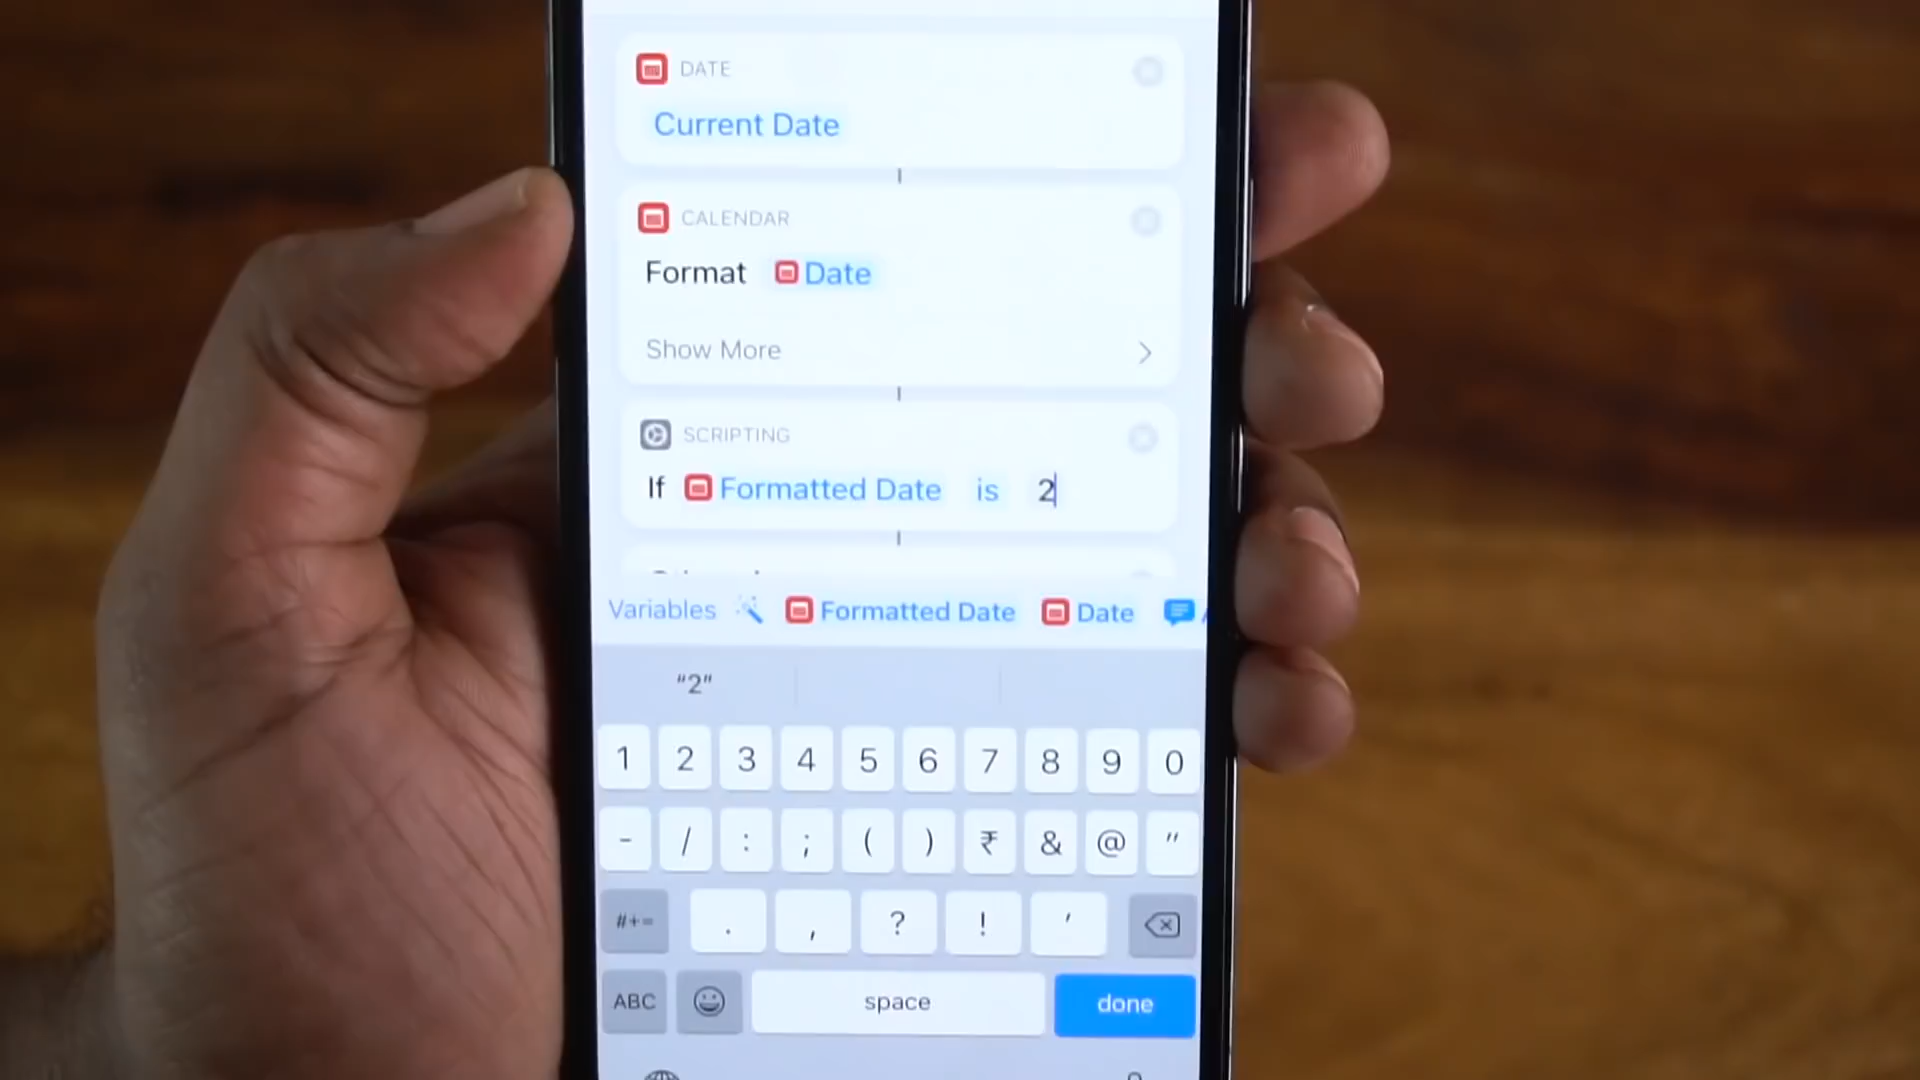 DATE
Current Date
CALENDAR
Format Date
Show More
SCRIPTING
If Formatted Date is 2
Variables Formatted Date Date
“2”
1 2 3 4 5 6 7 8 9 0
- / : ; ( ) ₹ & @ "
#+= . , ? ! '
ABC space done